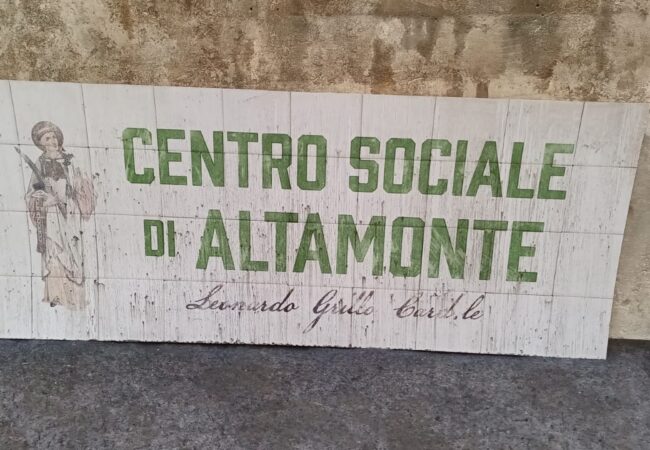 CENTRO SOCIALE
DI ALTAMONTE
Leonardo Grillo Card.le